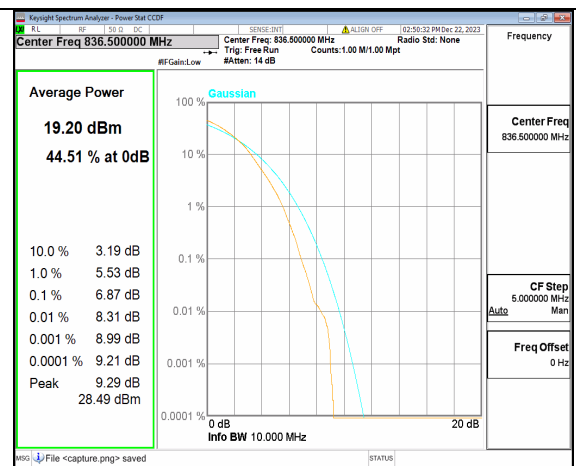 Keysight Spectrum Analyzer - Power Stat CCDF
RL RF 50 Ω DC SENSE:INT ALIGN OFF 02:50:32 PM Dec 22, 2023
Center Freq 836.500000 MHz
Center Freq: 836.500000 MHz Radio Std: None
Trig: Free Run Counts:1.00 M/1.00 Mpt
#IFGain:Low #Atten: 14 dB
Frequency
Center Freq
836.500000 MHz
CF Step
5.000000 MHz
Auto Man
Freq Offset
0 Hz
Average Power
19.20 dBm
44.51 % at 0dB
10.0 % 3.19 dB
1.0 % 5.53 dB
0.1 % 6.87 dB
0.01 % 8.31 dB
0.001 % 8.99 dB
0.0001 % 9.21 dB
Peak 9.29 dB
28.49 dBm
Gaussian
100 %
10 %
1 %
0.1 %
0.01 %
0.001 %
0.0001 %
0 dB 20 dB
Info BW 10.000 MHz
MSG File <capture.png> saved STATUS